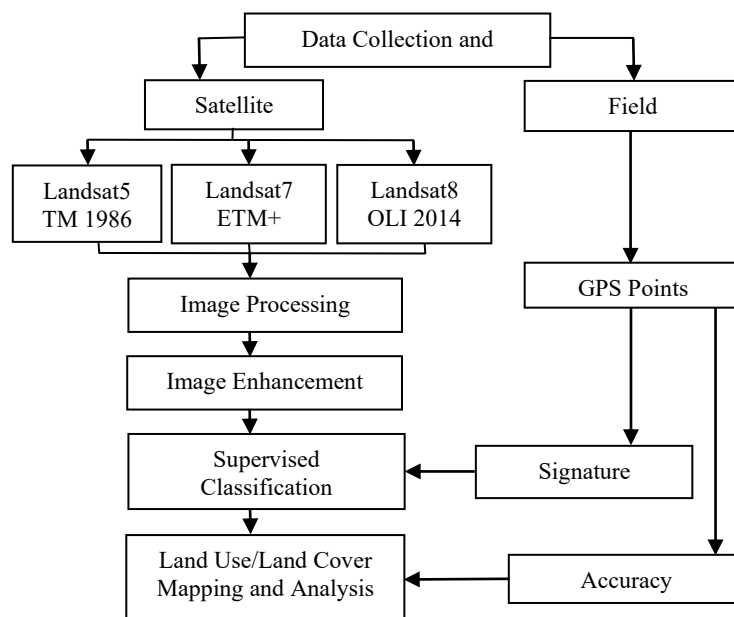 Data Collection and
Satellite
Field
Landsat5
TM 1986
Landsat7
ETM+
Landsat8
OLI 2014
Image Processing
GPS Points
Image Enhancement
Supervised
Classification
Signature
Land Use/Land Cover
Mapping and Analysis
Accuracy